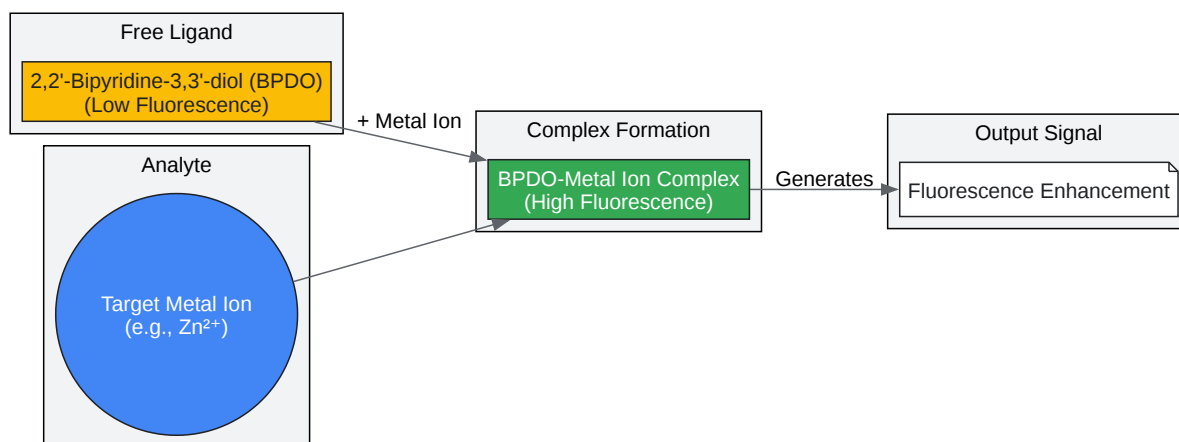 Free Ligand
2,2'-Bipyridine-3,3'-diol (BPDO)
(Low Fluorescence)
+ Metal Ion
Analyte
Target Metal Ion
(e.g., Zn²⁺)
Complex Formation
BPDO-Metal Ion Complex
(High Fluorescence)
Generates
Output Signal
Fluorescence Enhancement